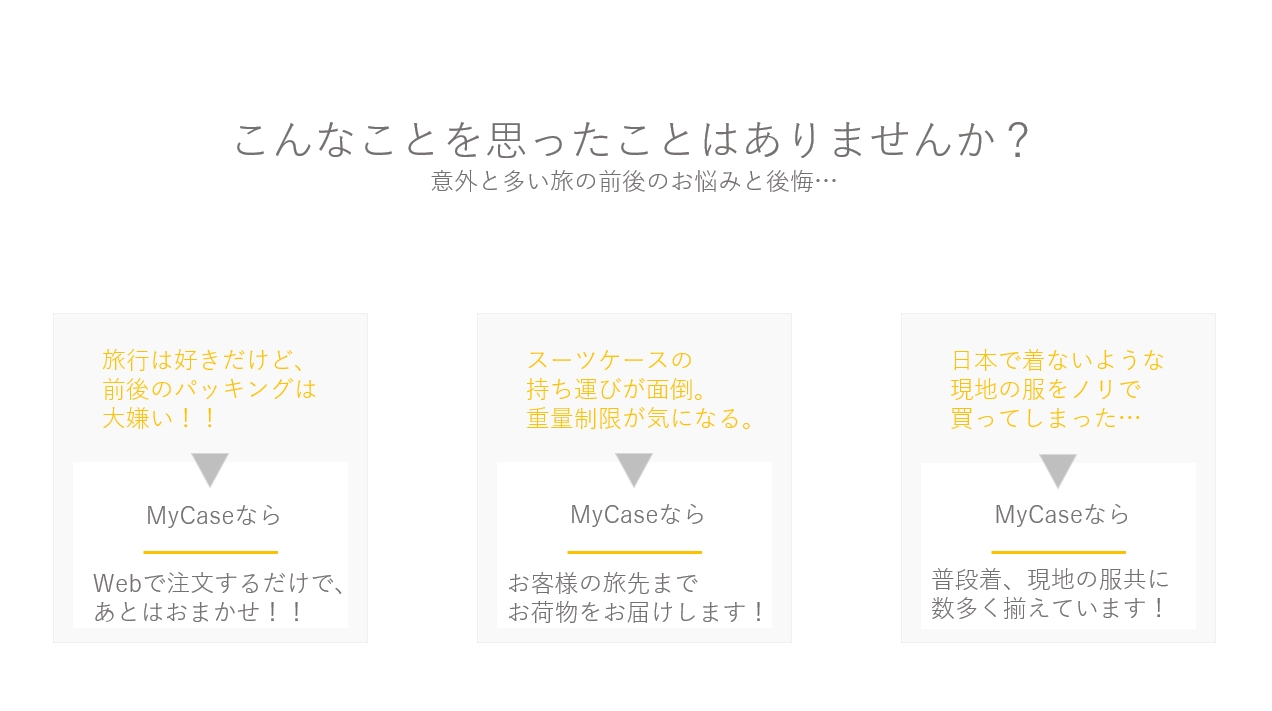 こんなことを思ったことはありませんか？
意外と多い旅の前後のお悩みと後悔…
旅行は好きだけど、
前後のパッキングは
大嫌い！！
MyCaseなら
Webで注文するだけで、
あとはおまかせ！！
スーツケースの
持ち運びが面倒。
重量制限が気になる。
MyCaseなら
お客様の旅先まで
お荷物をお届けします！
日本で着ないような
現地の服をノリで
買ってしまった…
MyCaseなら
普段着、現地の服共に
数多く揃えています！